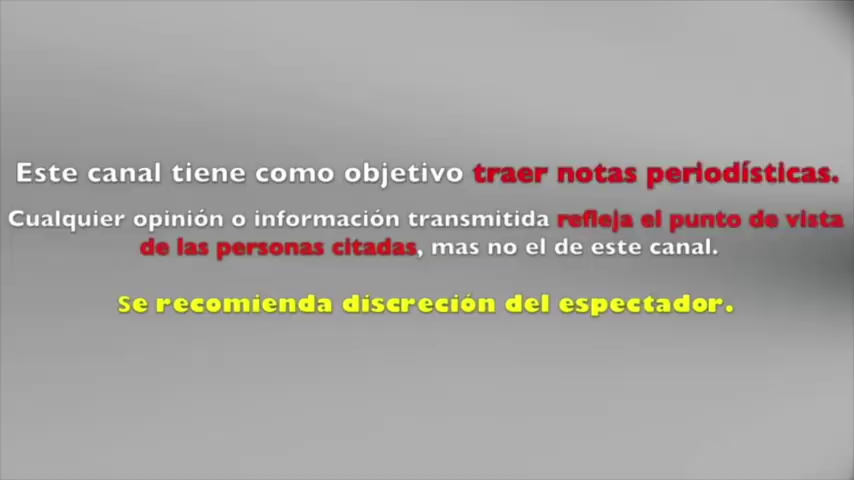 Este canal tiene como objetivo traer notas periodísticas.
Cualquier opinión o información transmitida refleja el punto de vista
de las personas citadas, mas no el de este canal.
Se recomienda discreción del espectador.